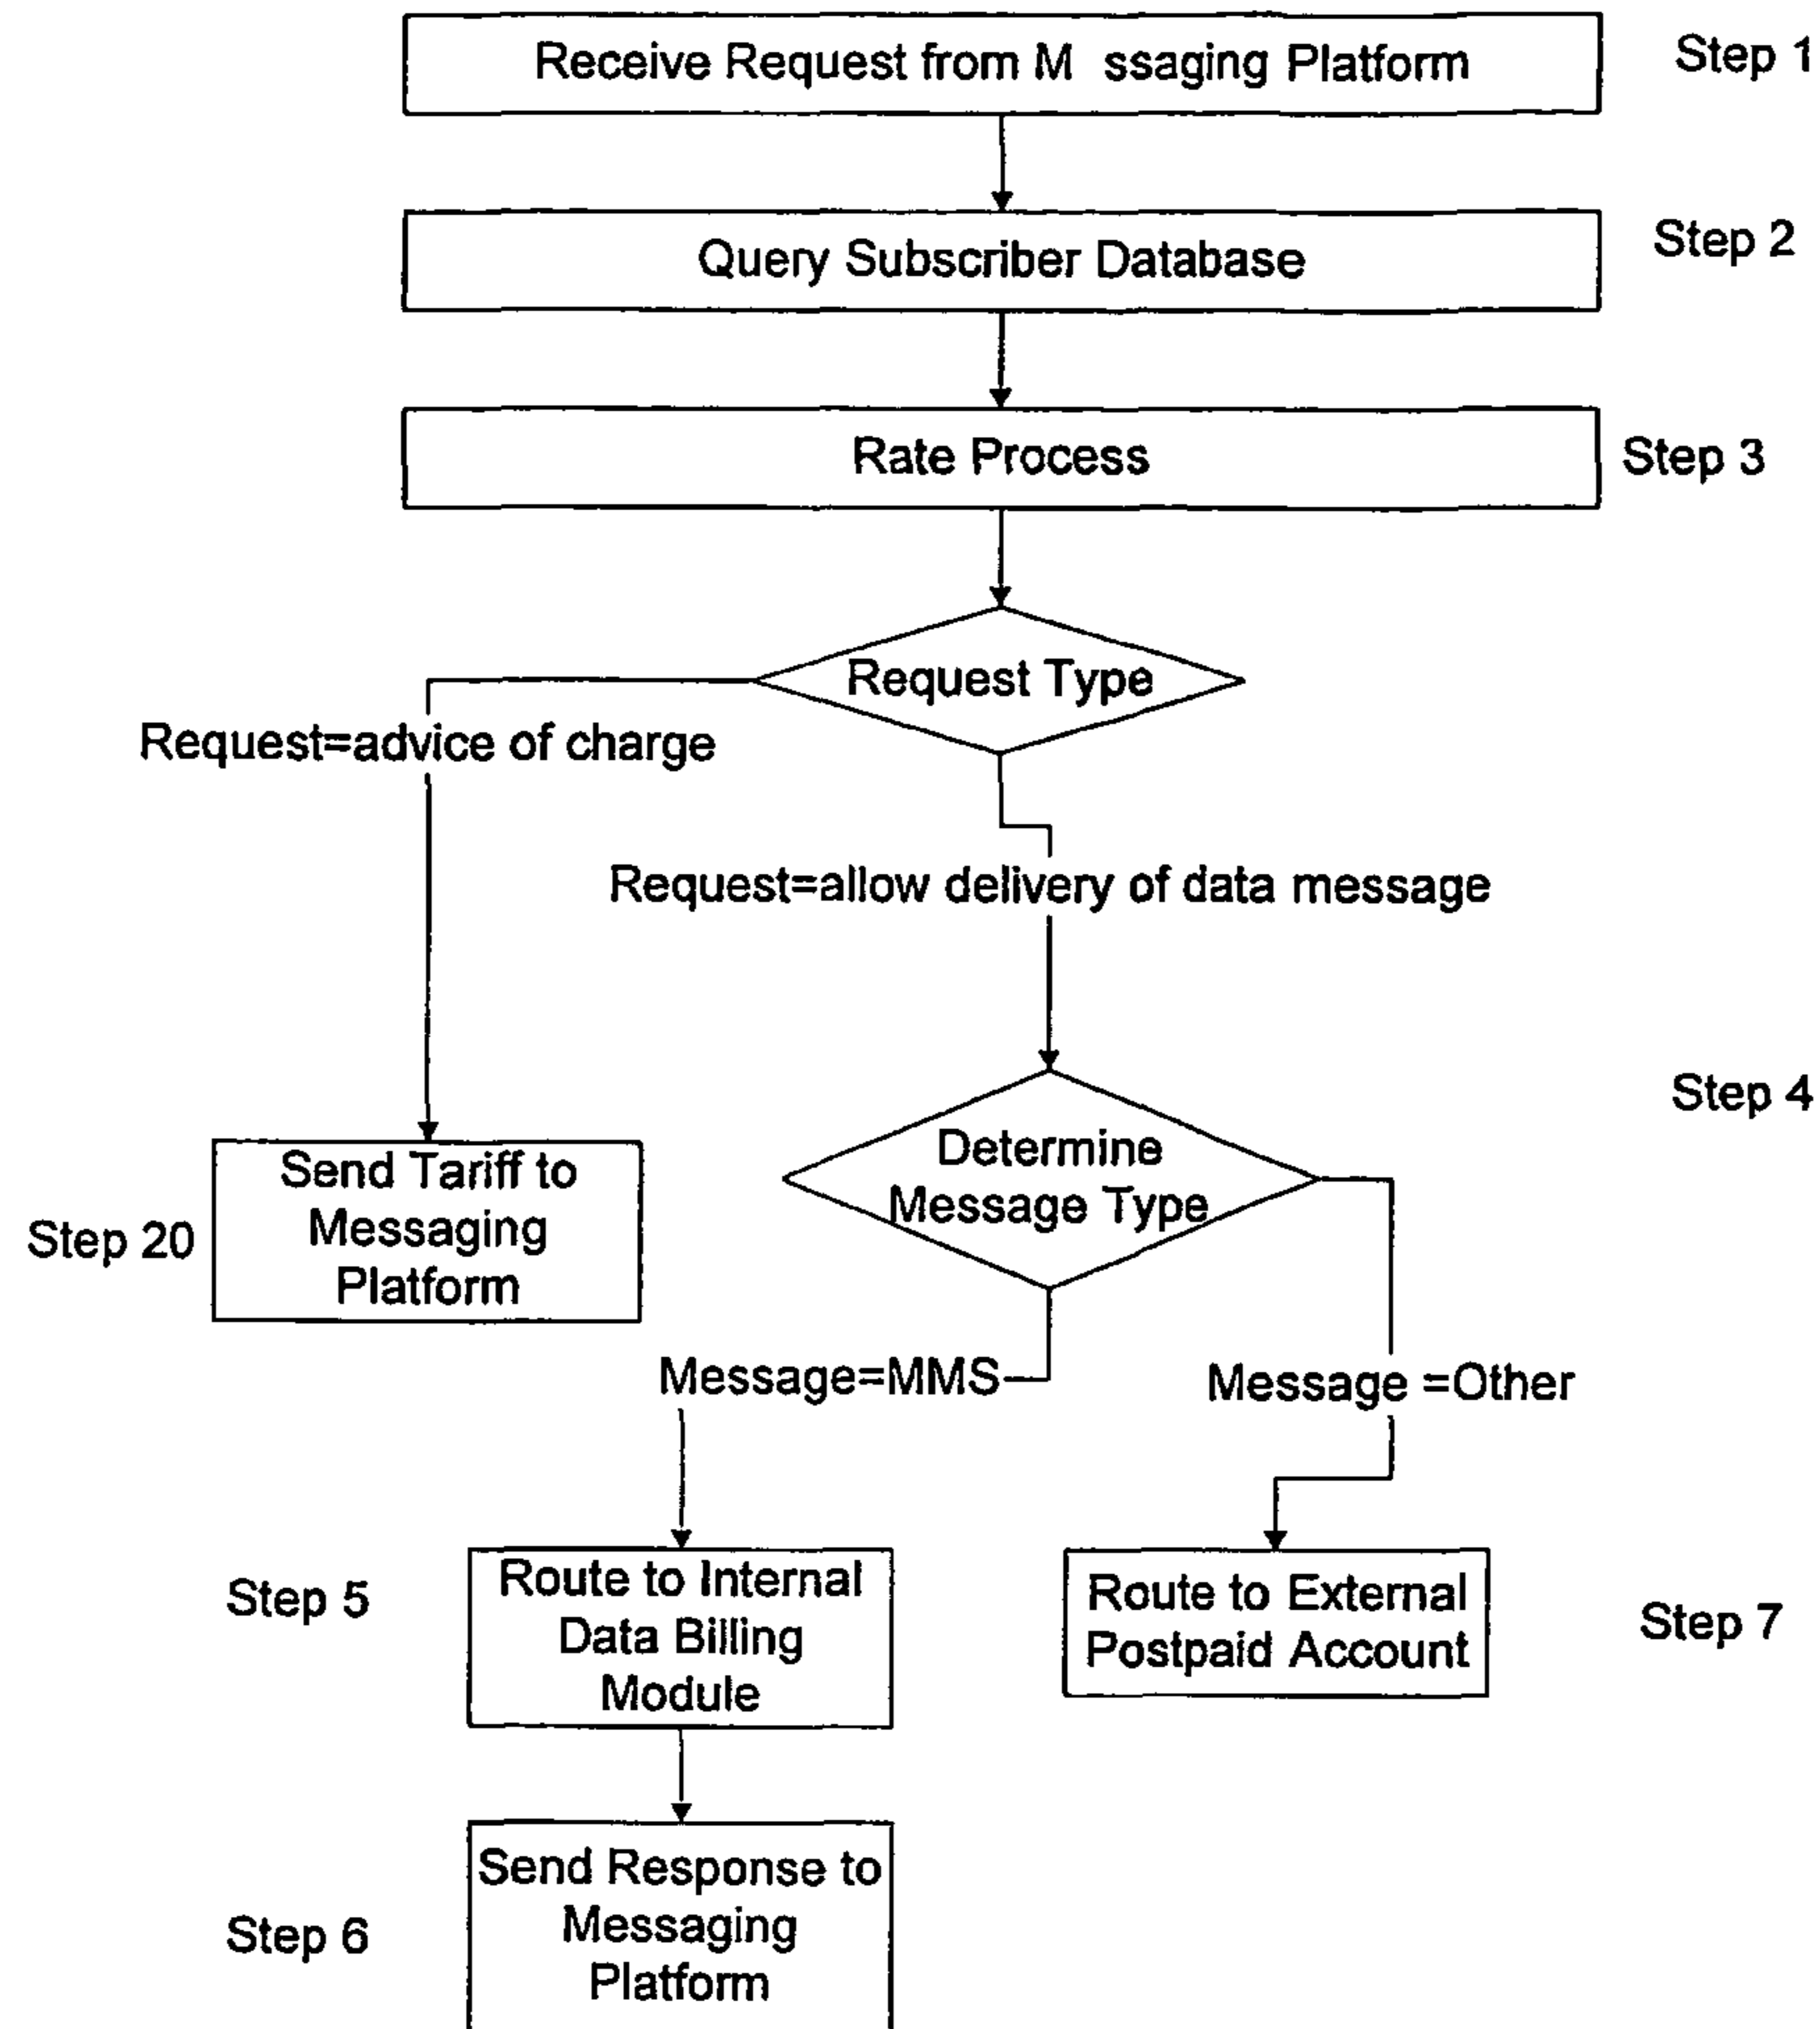 Receive Request from M ssaging Platform
Step 1
Query Subscriber Database
Step 2
Rate Process
Step 3
Request Type
Request=advice of charge
Request=allow delivery of data message
Step 4
Determine
Message Type
Send Tariff to
Messaging
Platform
Step 20
Message=MMS
Message =Other
Step 5
Route to Internal
Data Billing
Module
Route to External
Postpaid Account
Step 7
Send Response to
Messaging
Platform
Step 6